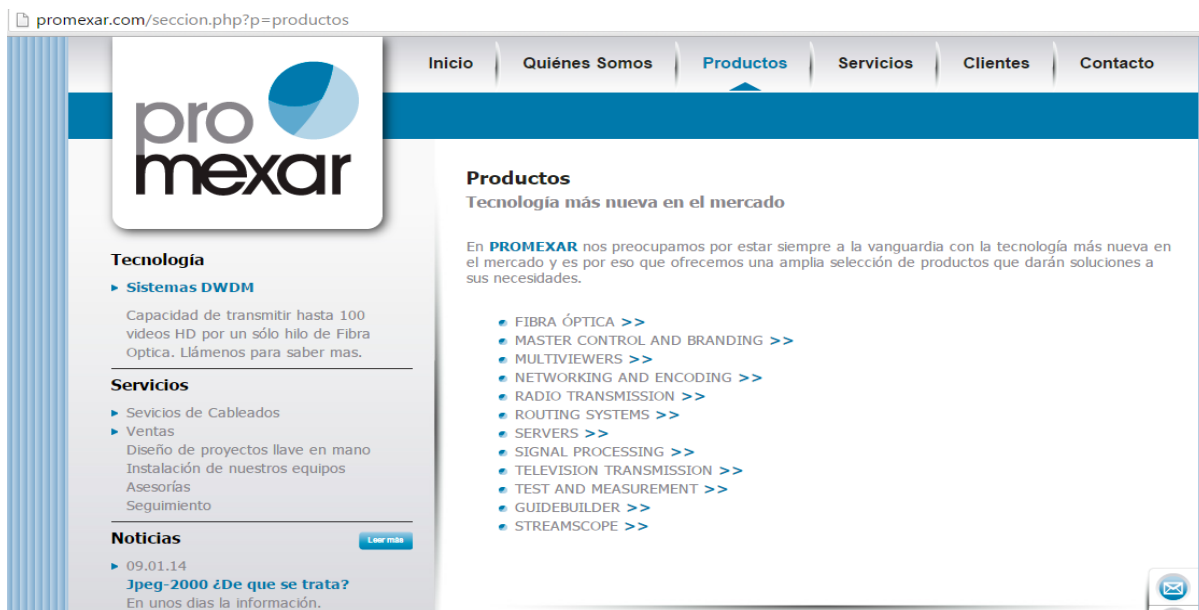 promexar.com/seccion.php?p=productos
Inicio
Quiénes Somos
Productos
Servicios
Clientes
Contacto
pro
mexar
Tecnología
Sistemas DWDM
Capacidad de transmitir hasta 100
videos HD por un sólo hilo de Fibra
Optica. Llámenos para saber mas.
Servicios
Sevicios de Cableados
Ventas
Diseño de proyectos llave en mano
Instalación de nuestros equipos
Asesorías
Seguimiento
Noticias
Leer más
09.01.14
Jpeg-2000 ¿De que se trata?
En unos dias la información.
Productos
Tecnología más nueva en el mercado
En PROMEXAR nos preocupamos por estar siempre a la vanguardia con la tecnología más nueva en
el mercado y es por eso que ofrecemos una amplia selección de productos que darán soluciones a
sus necesidades.
FIBRA ÓPTICA >>
MASTER CONTROL AND BRANDING >>
MULTIVIEWERS >>
NETWORKING AND ENCODING >>
RADIO TRANSMISSION >>
ROUTING SYSTEMS >>
SERVERS >>
SIGNAL PROCESSING >>
TELEVISION TRANSMISSION >>
TEST AND MEASUREMENT >>
GUIDEBUILDER >>
STREAMSCOPE >>